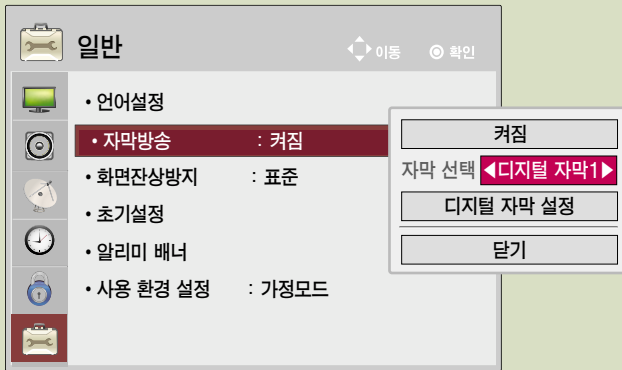 일반
이동 ◉ 확인
• 언어설정
• 자막방송 : 켜짐
• 화면잔상방지 : 표준
• 초기설정
• 알리미 배너
• 사용 환경 설정 : 가정모드
켜짐
자막 선택 ◀디지털 자막1▶
디지털 자막 설정
닫기